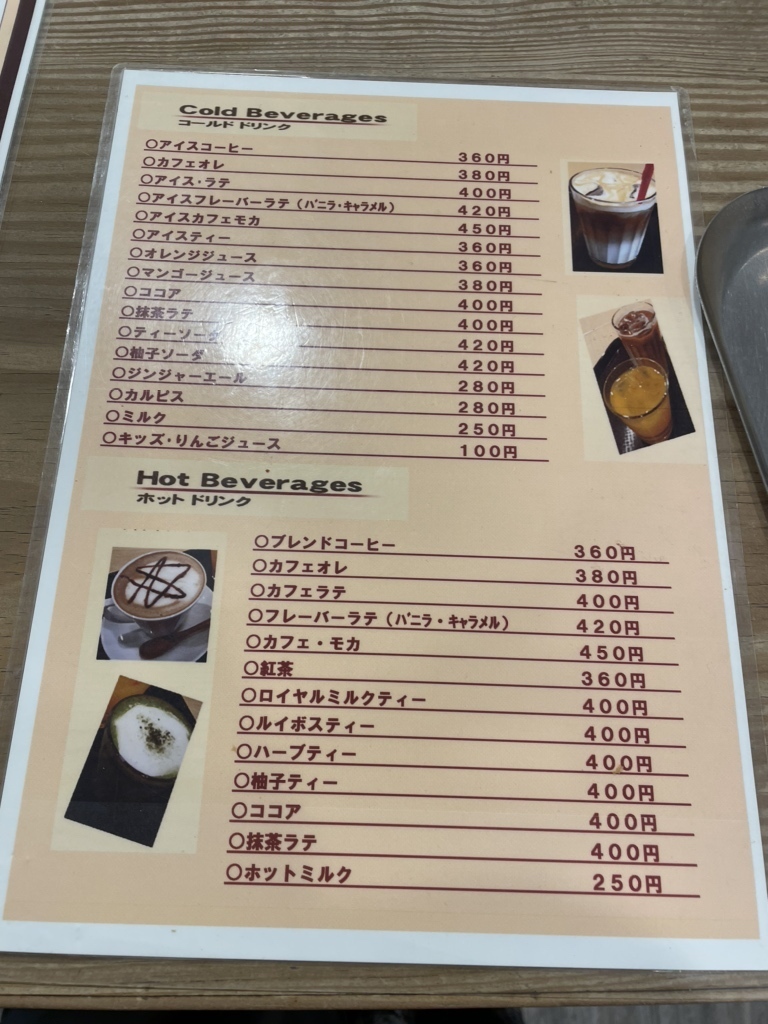 Cold Beverages
コールド ドリンク
○アイスコーヒー 360円
○カフェオレ 380円
○アイス・ラテ 400円
○アイスフレーバーラテ（ﾊﾞﾆﾗ・ｷｬﾗﾒﾙ） 420円
○アイスカフェモカ 450円
○アイスティー 360円
○オレンジジュース 360円
○マンゴージュース 380円
○ココア 400円
○抹茶ラテ 400円
○ティーソーダ 420円
○柚子ソーダ 420円
○ジンジャーエール 280円
○カルピス 280円
○ミルク 250円
○キッズ・りんごジュース 100円
Hot Beverages
ホット ドリンク
○ブレンドコーヒー 360円
○カフェオレ 380円
○カフェラテ 400円
○フレーバーラテ（ﾊﾞﾆﾗ・ｷｬﾗﾒﾙ） 420円
○カフェ・モカ 450円
○紅茶 360円
○ロイヤルミルクティー 400円
○ルイボスティー 400円
○ハーブティー 400円
○柚子ティー 400円
○ココア 400円
○抹茶ラテ 400円
○ホットミルク 250円